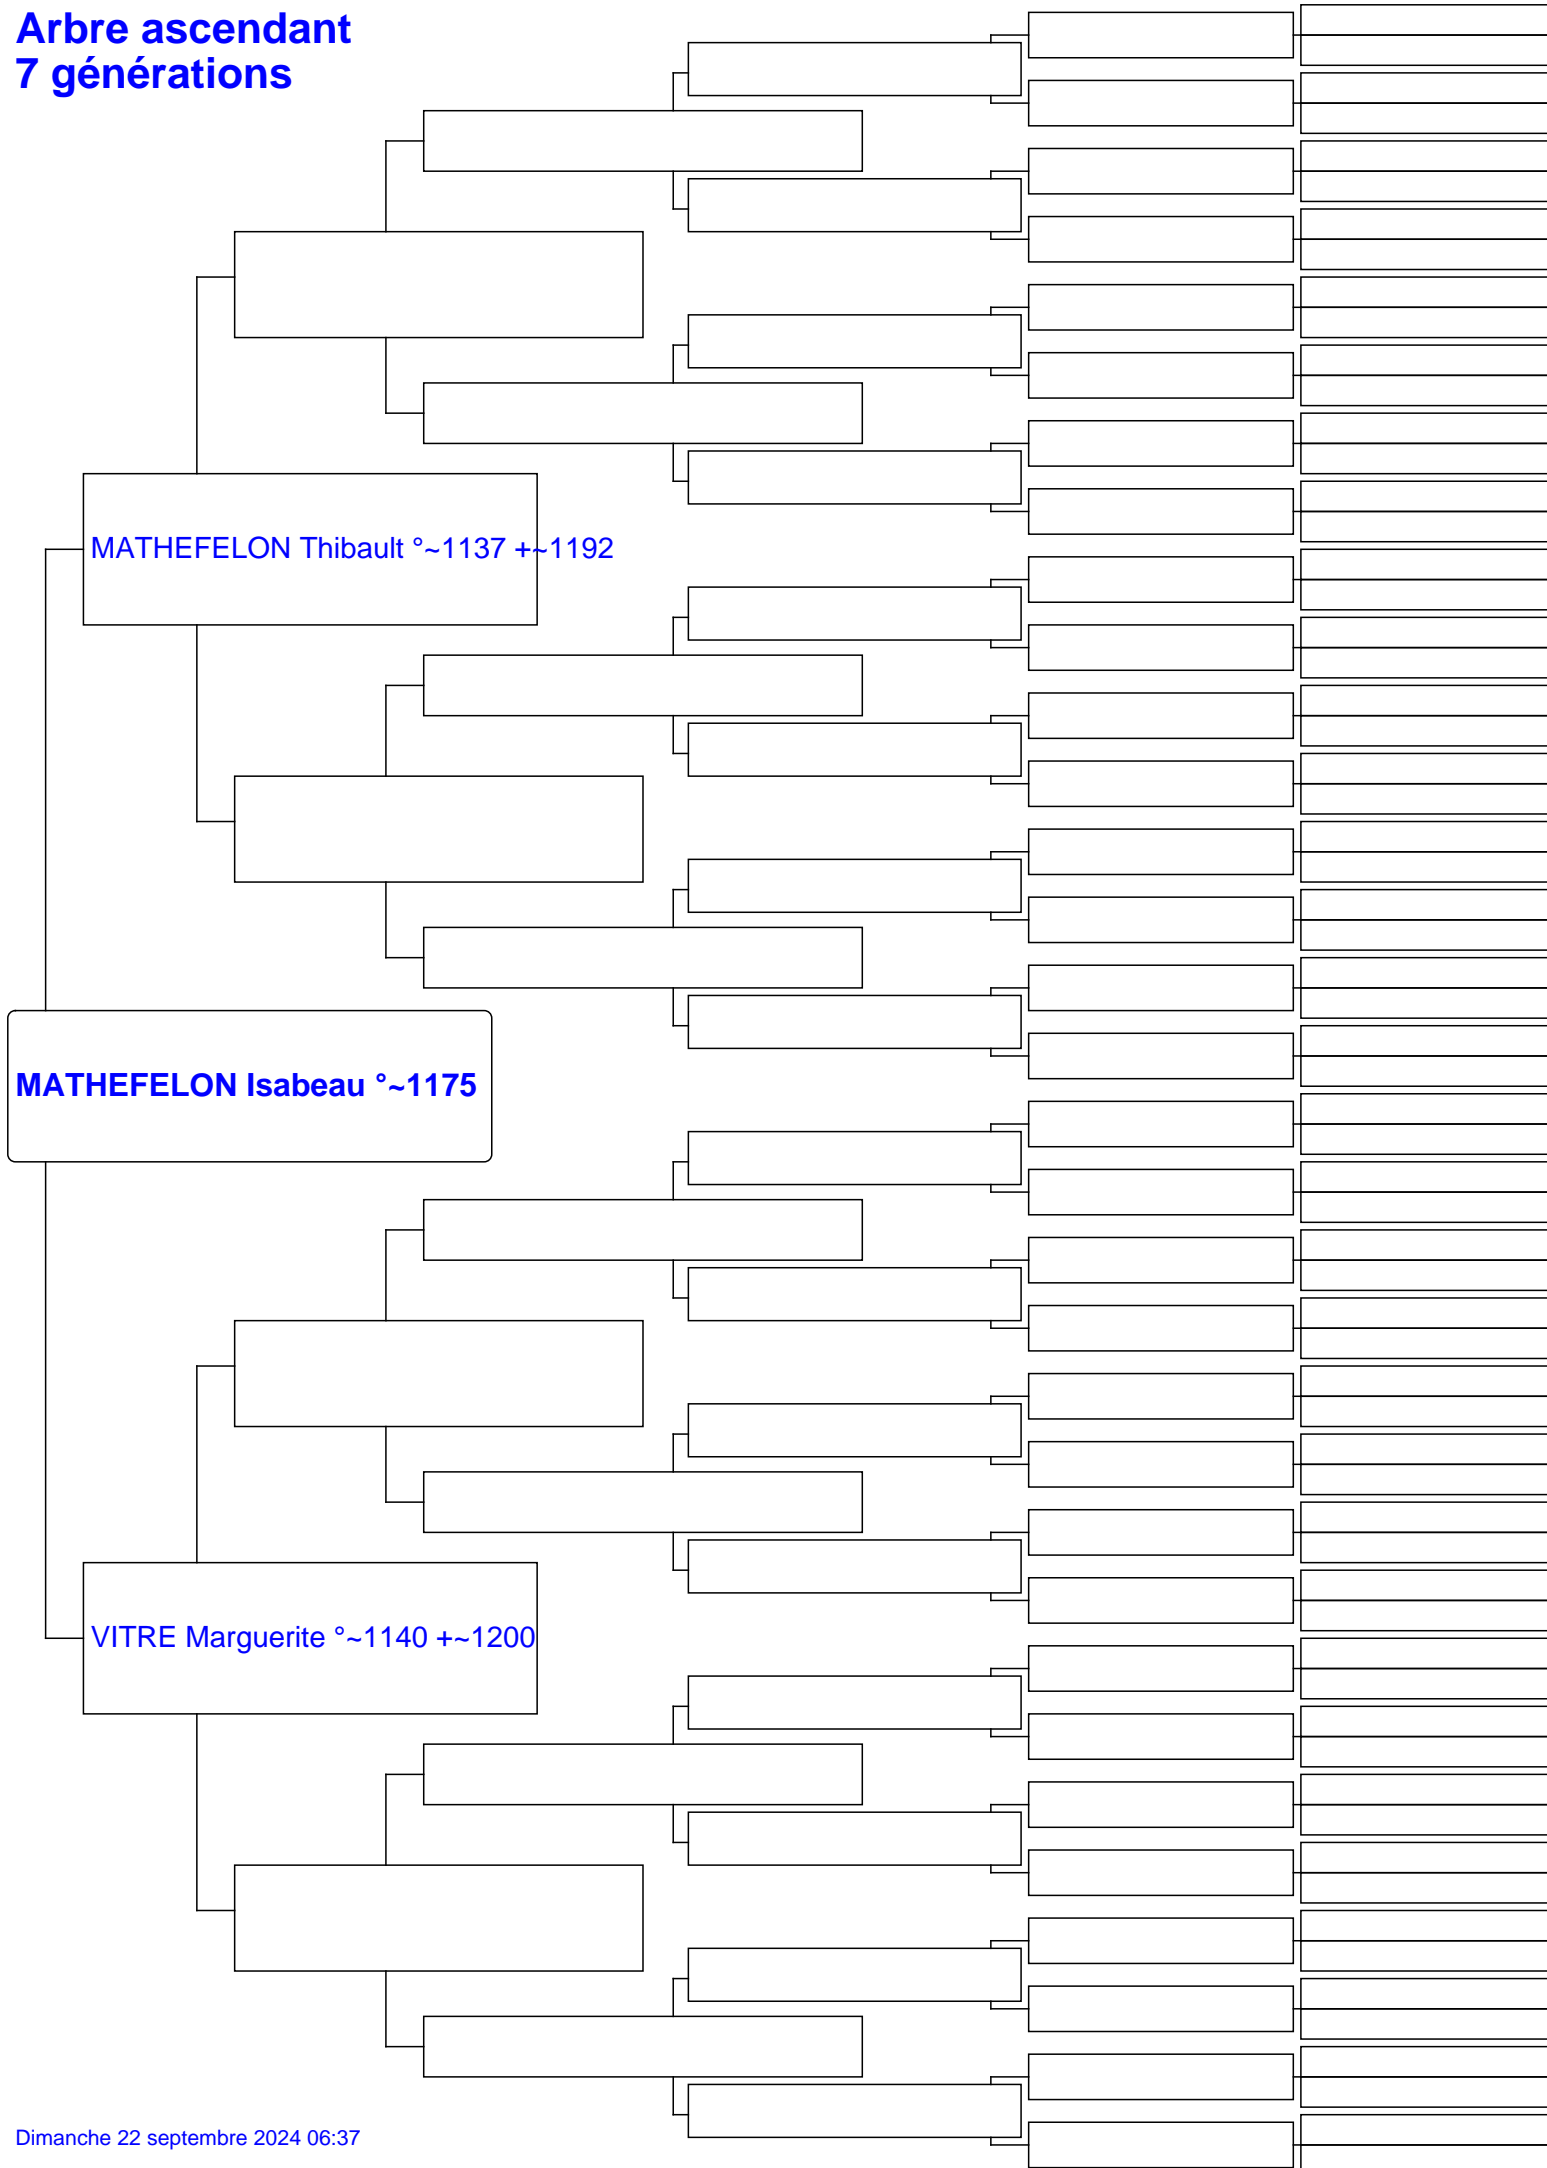 Arbre ascendant
7 générations
MATHEFELON Thibault °~1137 +~1192
MATHEFELON Isabeau °~1175
VITRE Marguerite °~1140 +~1200
Dimanche 22 septembre 2024 06:37